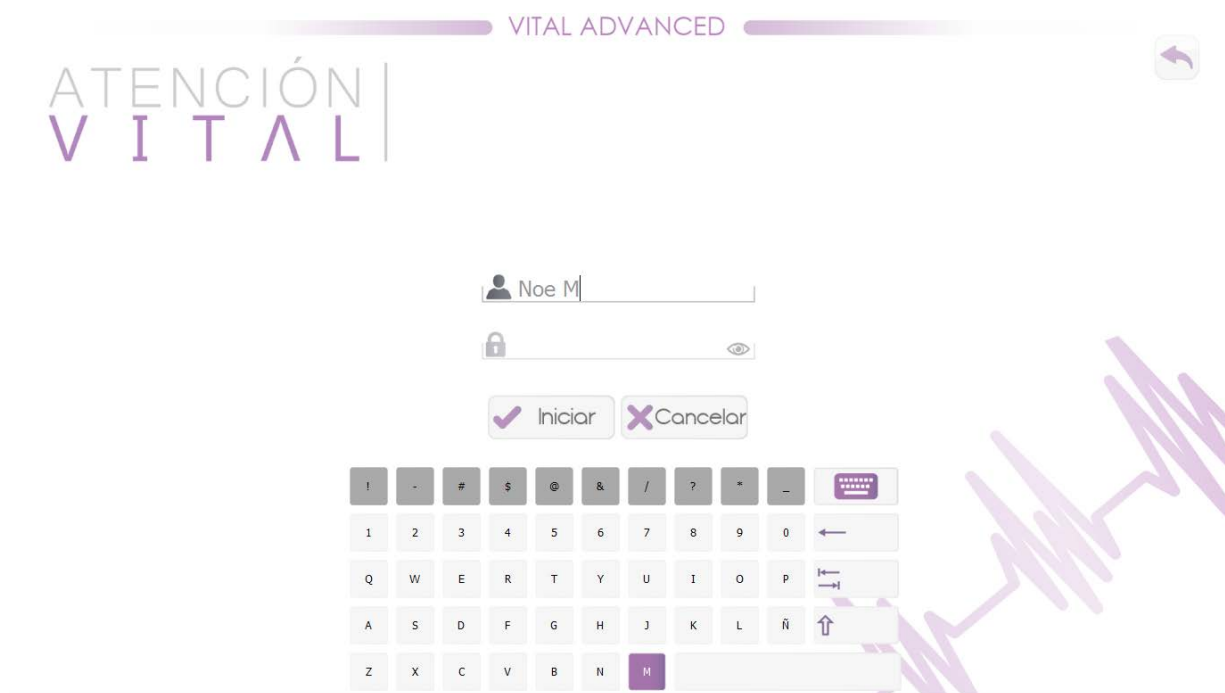 VITAL ADVANCED
ATENCIÓN
VITAL
Noe M
Iniciar Cancelar
! - # $ @ & / ? * _
1 2 3 4 5 6 7 8 9 0
Q W E R T Y U I O P
A S D F G H J K L Ñ
Z X C V B N M